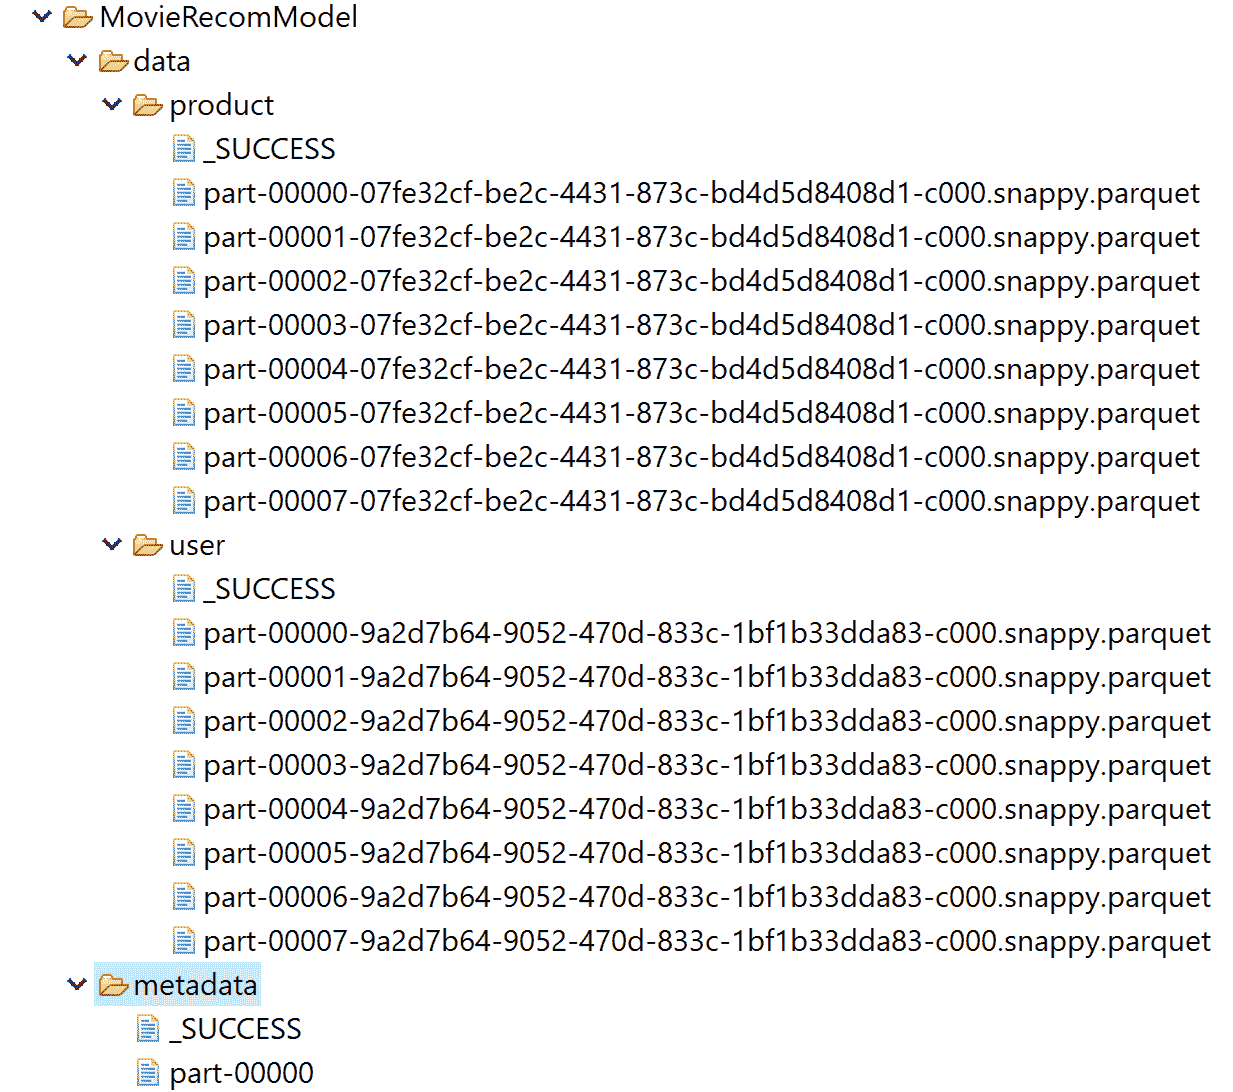 MovieRecomModel
data
product
_SUCCESS
part-00000-07fe32cf-be2c-4431-873c-bd4d5d8408d1-c000.snappy.parquet
part-00001-07fe32cf-be2c-4431-873c-bd4d5d8408d1-c000.snappy.parquet
part-00002-07fe32cf-be2c-4431-873c-bd4d5d8408d1-c000.snappy.parquet
part-00003-07fe32cf-be2c-4431-873c-bd4d5d8408d1-c000.snappy.parquet
part-00004-07fe32cf-be2c-4431-873c-bd4d5d8408d1-c000.snappy.parquet
part-00005-07fe32cf-be2c-4431-873c-bd4d5d8408d1-c000.snappy.parquet
part-00006-07fe32cf-be2c-4431-873c-bd4d5d8408d1-c000.snappy.parquet
part-00007-07fe32cf-be2c-4431-873c-bd4d5d8408d1-c000.snappy.parquet
user
_SUCCESS
part-00000-9a2d7b64-9052-470d-833c-1bf1b33dda83-c000.snappy.parquet
part-00001-9a2d7b64-9052-470d-833c-1bf1b33dda83-c000.snappy.parquet
part-00002-9a2d7b64-9052-470d-833c-1bf1b33dda83-c000.snappy.parquet
part-00003-9a2d7b64-9052-470d-833c-1bf1b33dda83-c000.snappy.parquet
part-00004-9a2d7b64-9052-470d-833c-1bf1b33dda83-c000.snappy.parquet
part-00005-9a2d7b64-9052-470d-833c-1bf1b33dda83-c000.snappy.parquet
part-00006-9a2d7b64-9052-470d-833c-1bf1b33dda83-c000.snappy.parquet
part-00007-9a2d7b64-9052-470d-833c-1bf1b33dda83-c000.snappy.parquet
metadata
_SUCCESS
part-00000